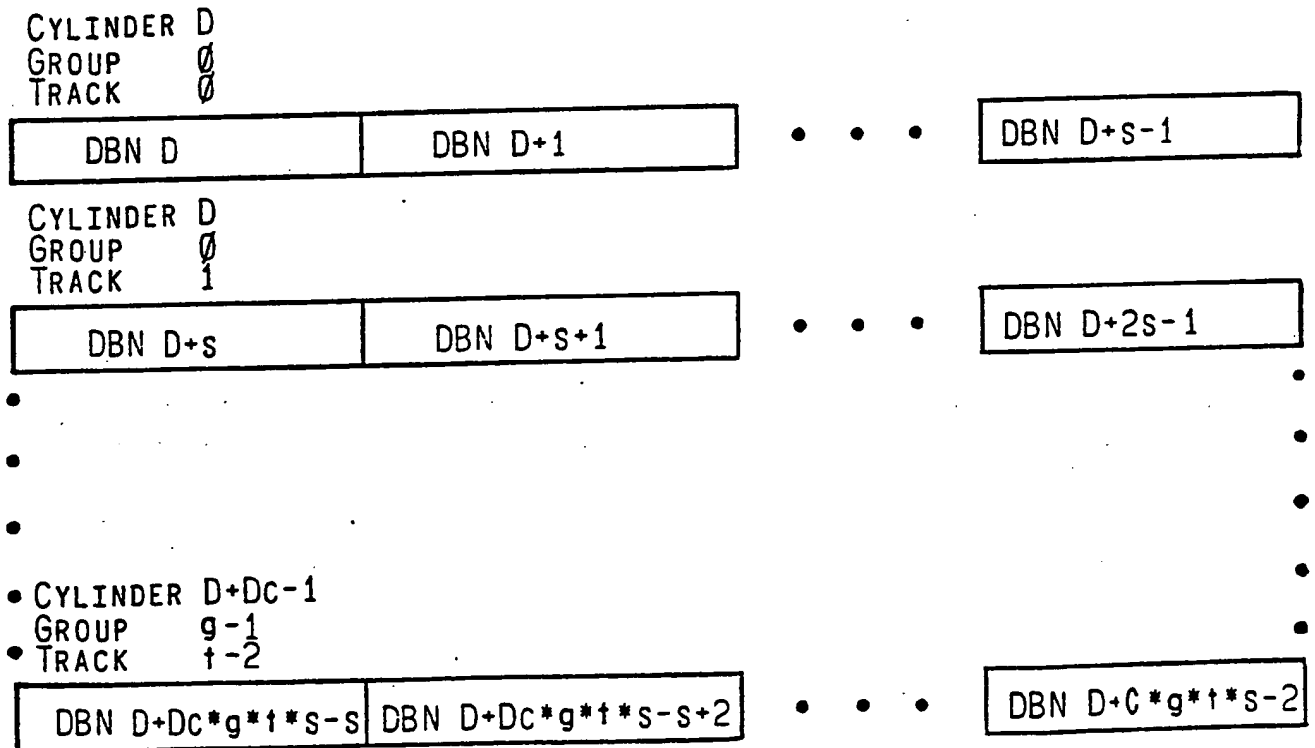 CYLINDER D
GROUP Ø
TRACK Ø
DBN D DBN D+1 • • • DBN D+s-1
CYLINDER D
GROUP Ø
TRACK 1
DBN D+s DBN D+s+1 • • • DBN D+2s-1
CYLINDER D+Dc-1
GROUP g-1
TRACK t-2
DBN D+Dc*g*t*s-s DBN D+Dc*g*t*s-s+2 • • • DBN D+C*g*t*s-2